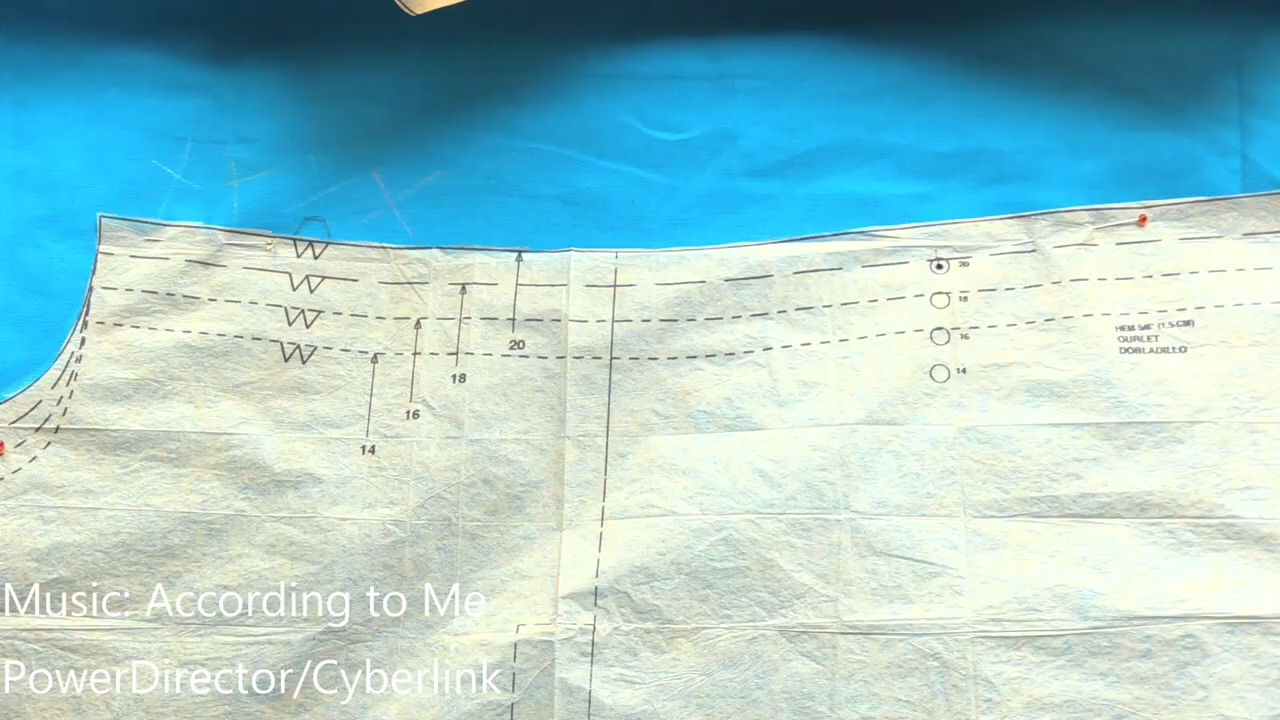 20
20
18
16
HEM 5/8" (1.5 CM)
OURLET
DOBLADILLO
14
18
16
14
Music: According to Me
PowerDirector/Cyberlink